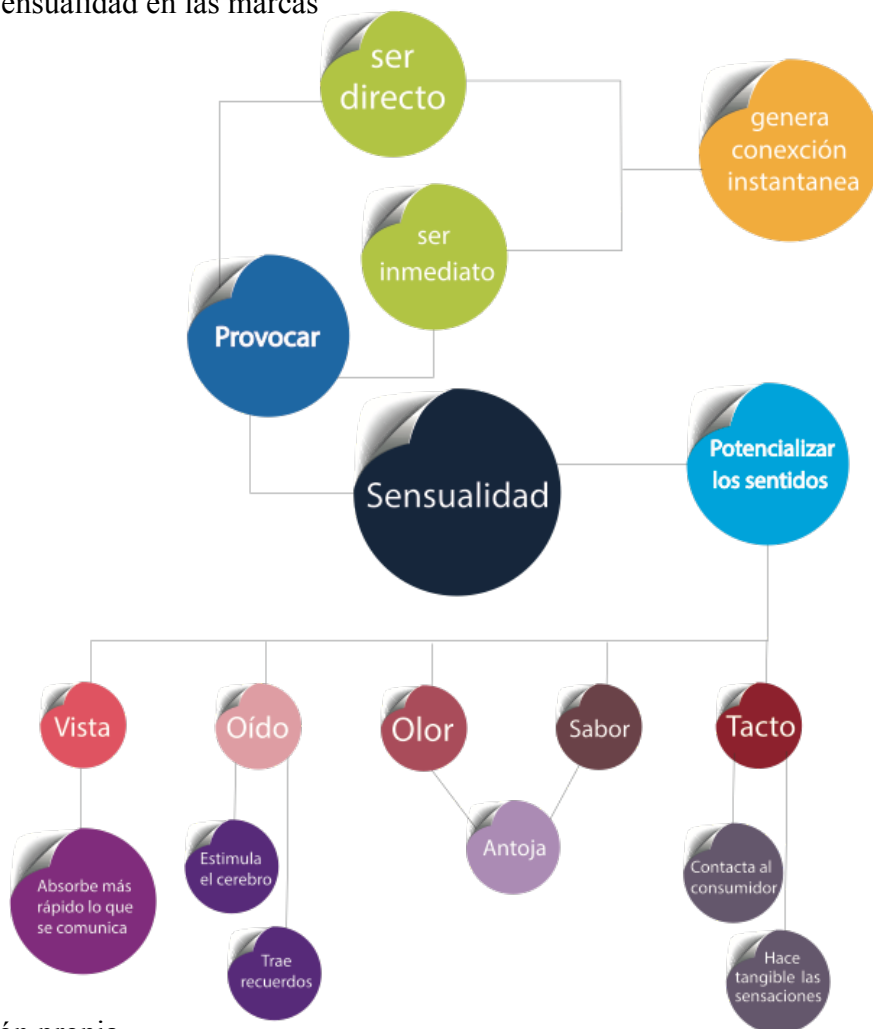 ensualidad en las marcas
ser
directo
genera
conexción
instantanea
ser
inmediato
Provocar
Sensualidad
Potencializar
los sentidos
Vista
Oído
Olor
Sabor
Tacto
Absorbe más
rápido lo que
se comunica
Estimula
el cerebro
Trae
recuerdos
Antoja
Contacta al
consumidor
Hace
tangible las
sensaciones